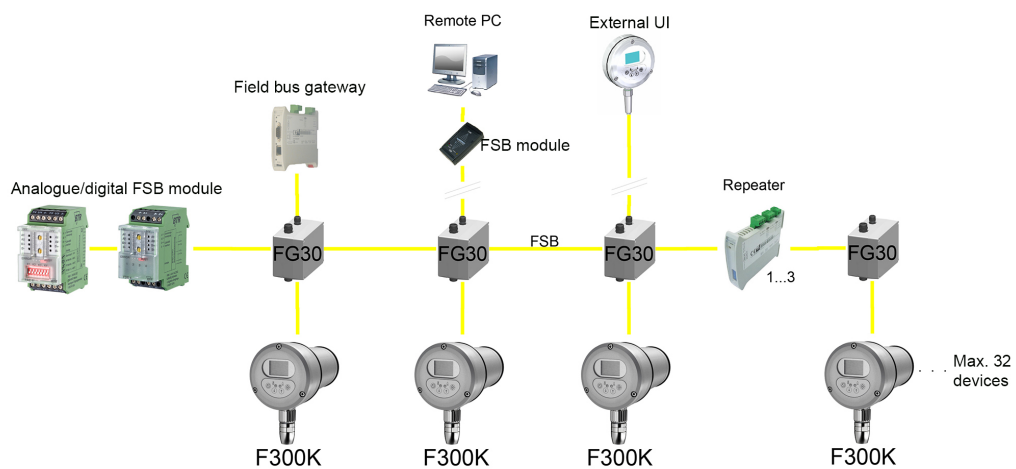 Remote PC
External UI
Field bus gateway
FSB module
Analogue/digital FSB module
Repeater
FG30
FG30
FSB
FG30
FG30
1...3
. . . Max. 32
devices
F300K
F300K
F300K
F300K